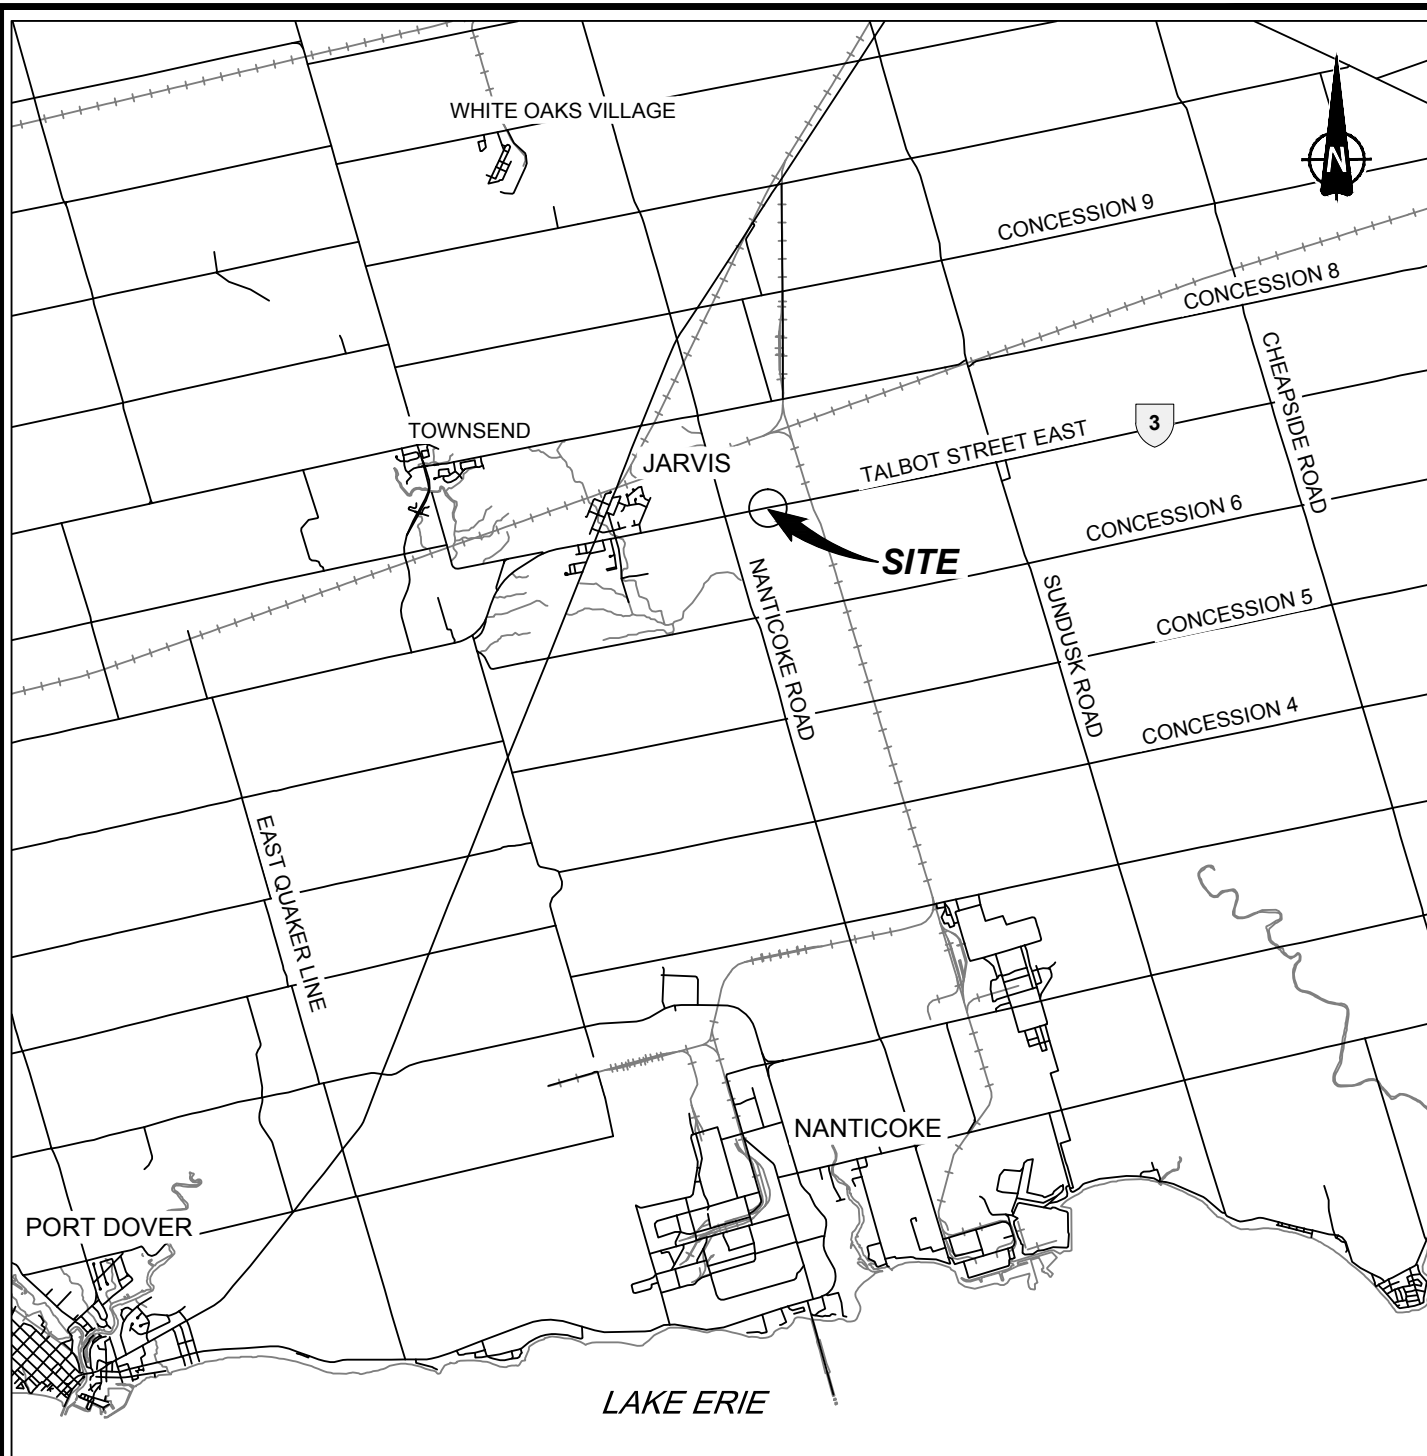 WHITE OAKS VILLAGE
N
CONCESSION 9
CONCESSION 8
CHEAPSIDE ROAD
TOWNSEND
3
TALBOT STREET EAST
JARVIS
CONCESSION 6
SITE
NANTICOKE ROAD
SUNDUSK ROAD
CONCESSION 5
CONCESSION 4
EAST QUAKER LINE
NANTICOKE
PORT DOVER
LAKE ERIE